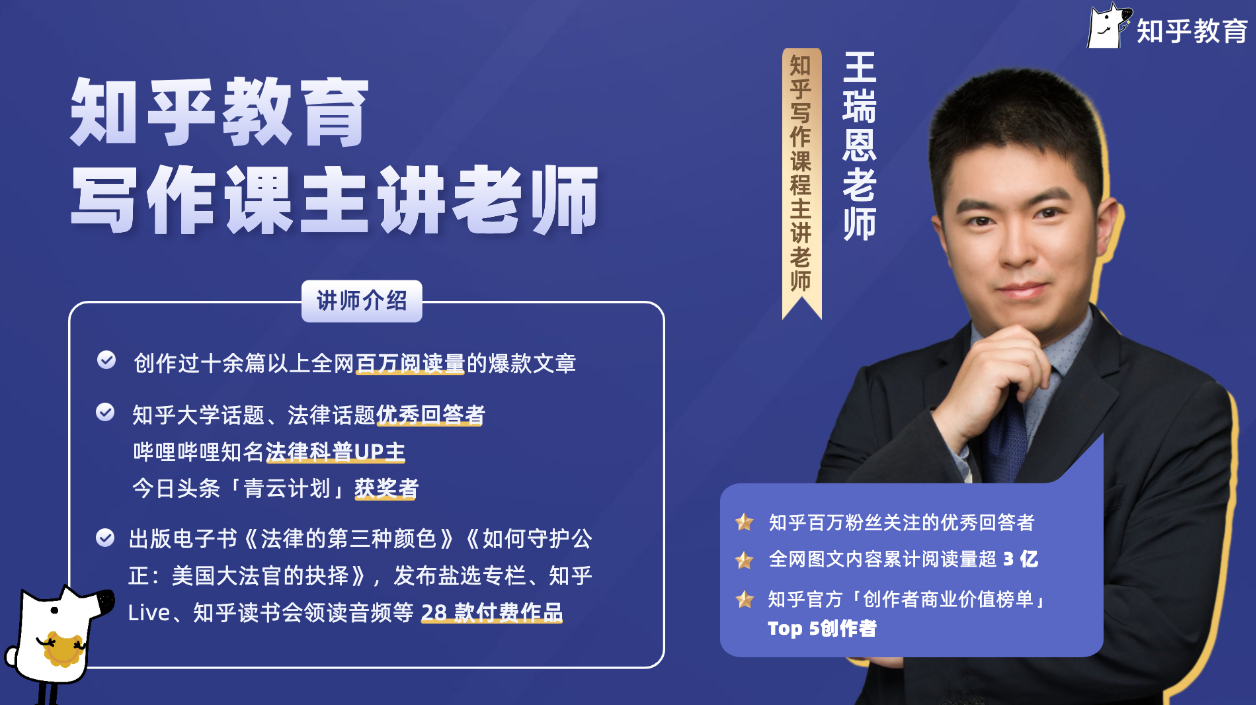 知乎教育
知乎教育
写作课主讲老师
讲师介绍
创作过十余篇以上全网百万阅读量的爆款文章
知乎大学话题、法律话题优秀回答者
哔哩哔哩知名法律科普UP主
今日头条「青云计划」获奖者
出版电子书《法律的第三种颜色》《如何守护公
正：美国大法官的抉择》，发布盐选专栏、知乎
Live、知乎读书会领读音频等 28 款付费作品
知乎写作课程主讲老师
王瑞恩老师
知乎百万粉丝关注的优秀回答者
全网图文内容累计阅读量超 3 亿
知乎官方「创作者商业价值榜单」
Top 5创作者